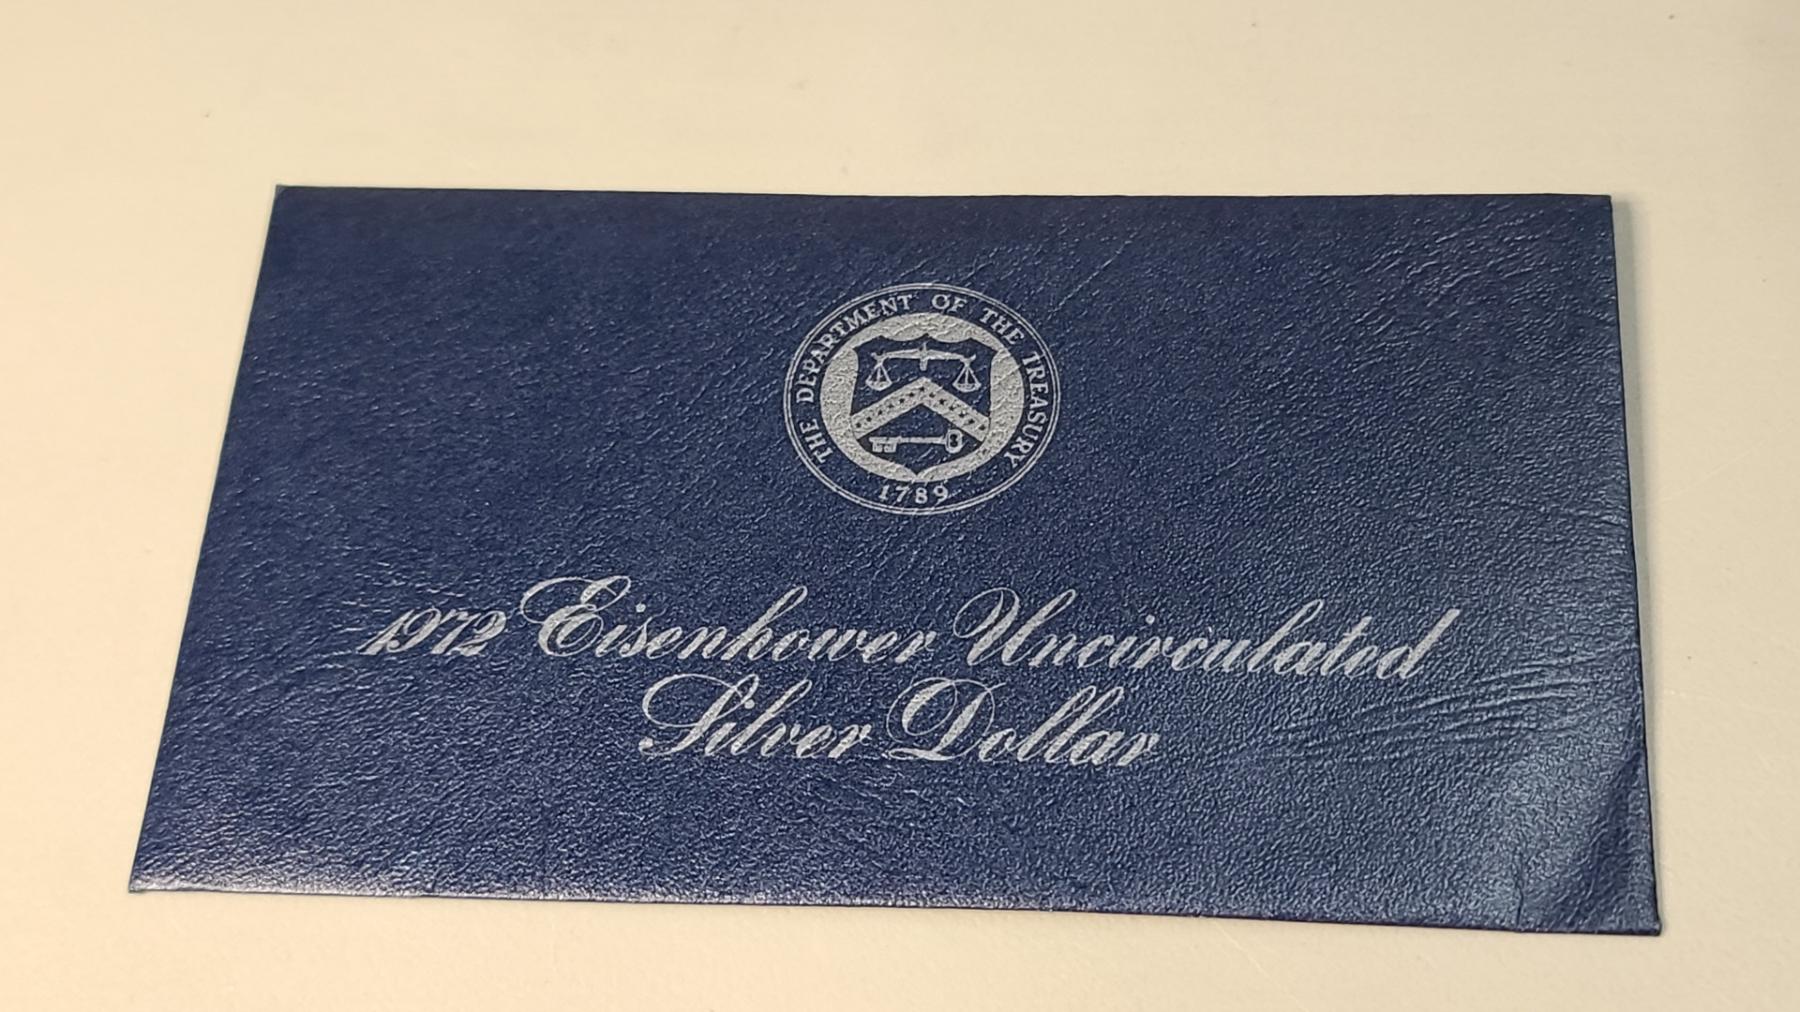 THE DEPARTMENT OF THE TREASURY
1789
1972 Eisenhower Uncirculated
Silver Dollar